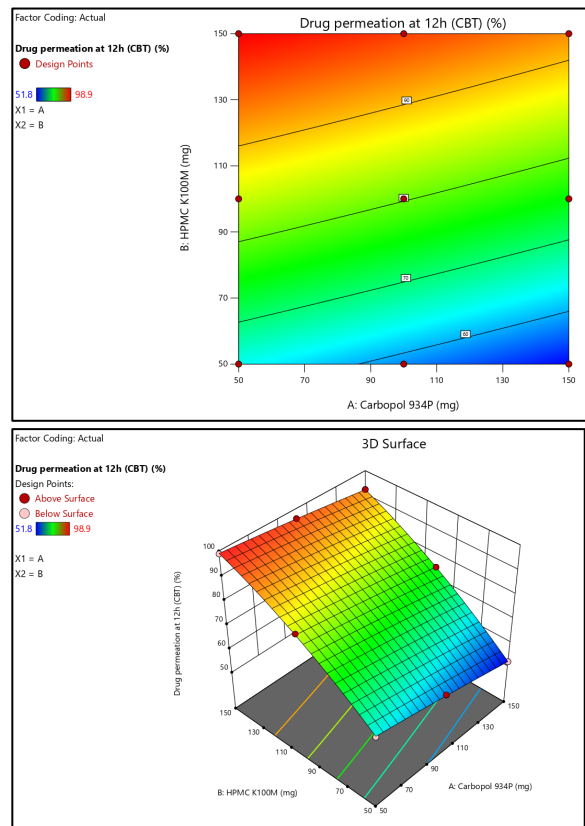 Factor Coding: Actual
Drug permeation at 12h (CBT) (%)
Design Points
51.8 98.9
X1 = A
X2 = B
Drug permeation at 12h (CBT) (%)
B: HPMC K100M (mg)
150
130
110
90
70
50
90
70
60
50 70 90 110 130 150
A: Carbopol 934P (mg)
Factor Coding: Actual
Drug permeation at 12h (CBT) (%)
Design Points:
Above Surface
Below Surface
51.8 98.9
X1 = A
X2 = B
3D Surface
Drug permeation at 12h (CBT) (%)
100
90
80
70
60
50
150
130
110
90
70
50
B: HPMC K100M (mg)
150
130
110
90
70
50
A: Carbopol 934P (mg)